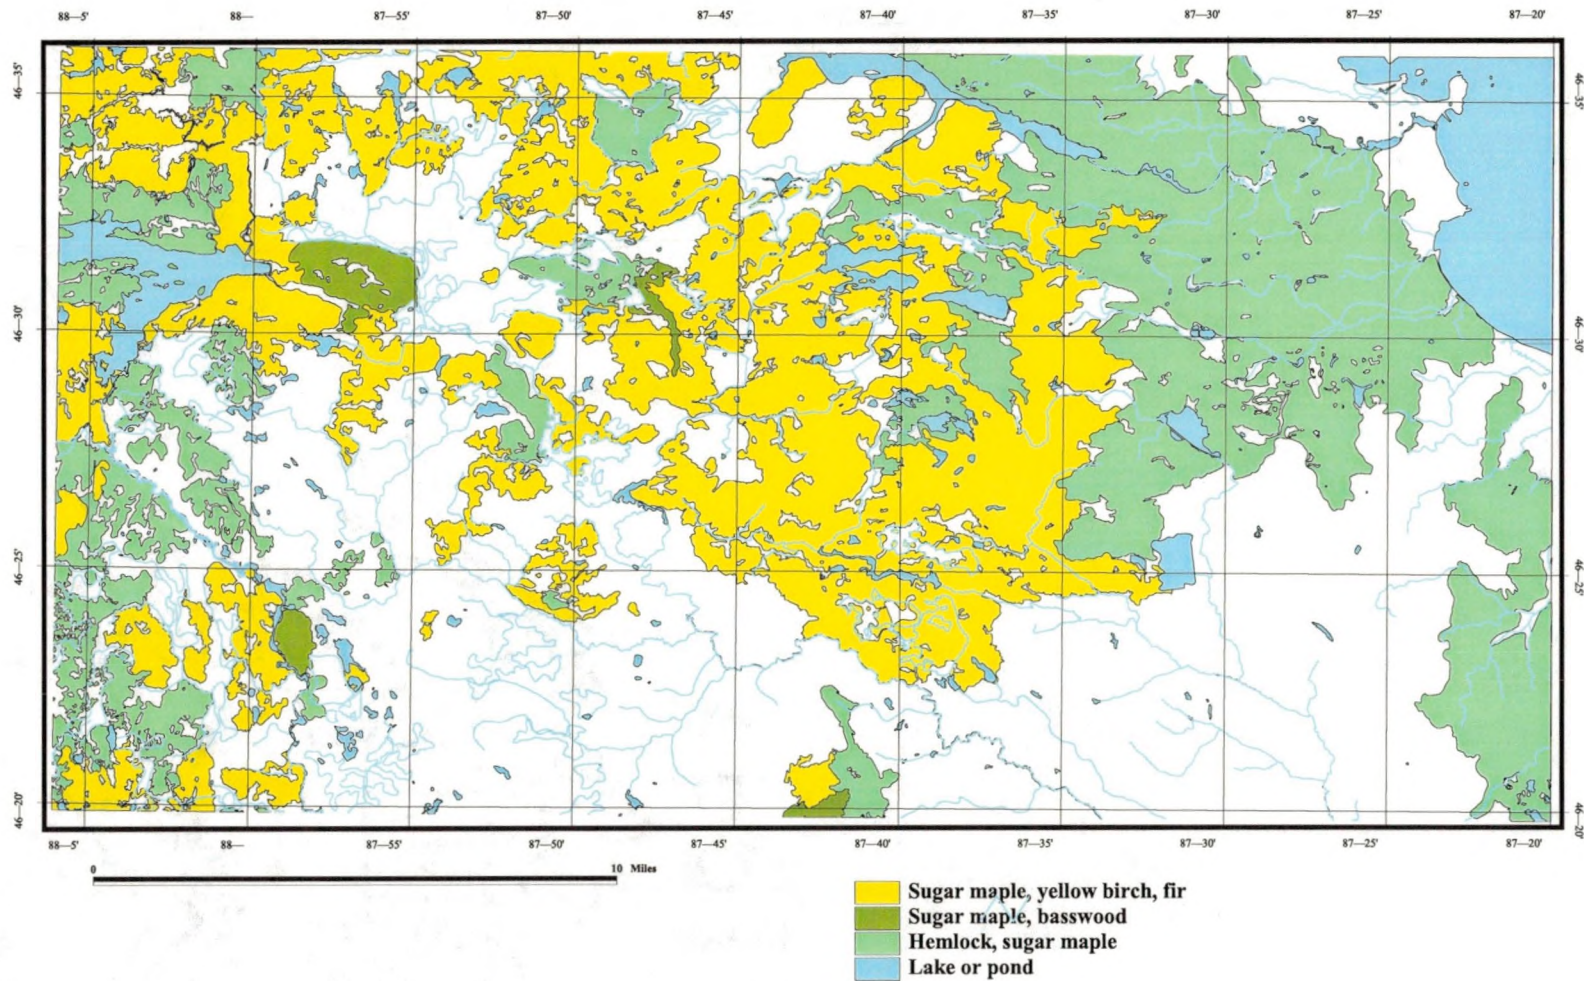 88—5' 88— 87—55' 87—50' 87—45' 87—40' 87—35' 87—30' 87—25' 87—20'
46-35' 46-35'
46-30' 46-30'
46-25' 46-25'
46-20' 46-20'
88—5' 88— 87—55' 87—50' 87—45' 87—40' 87—35' 87—30' 87—25' 87—20'
0 10 Miles
Sugar maple, yellow birch, fir
Sugar maple, basswood
Hemlock, sugar maple
Lake or pond